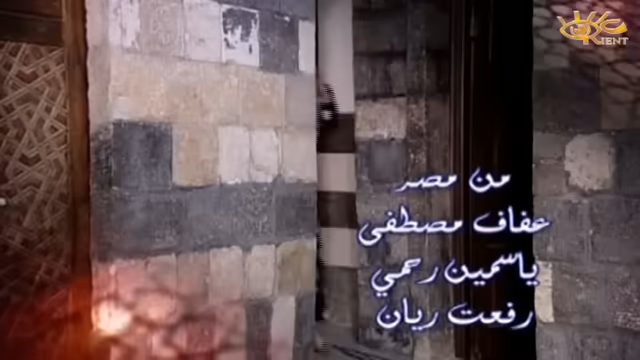 من مصر
عفاف مصطفى
ياسمين رحمي
رفعت ريان